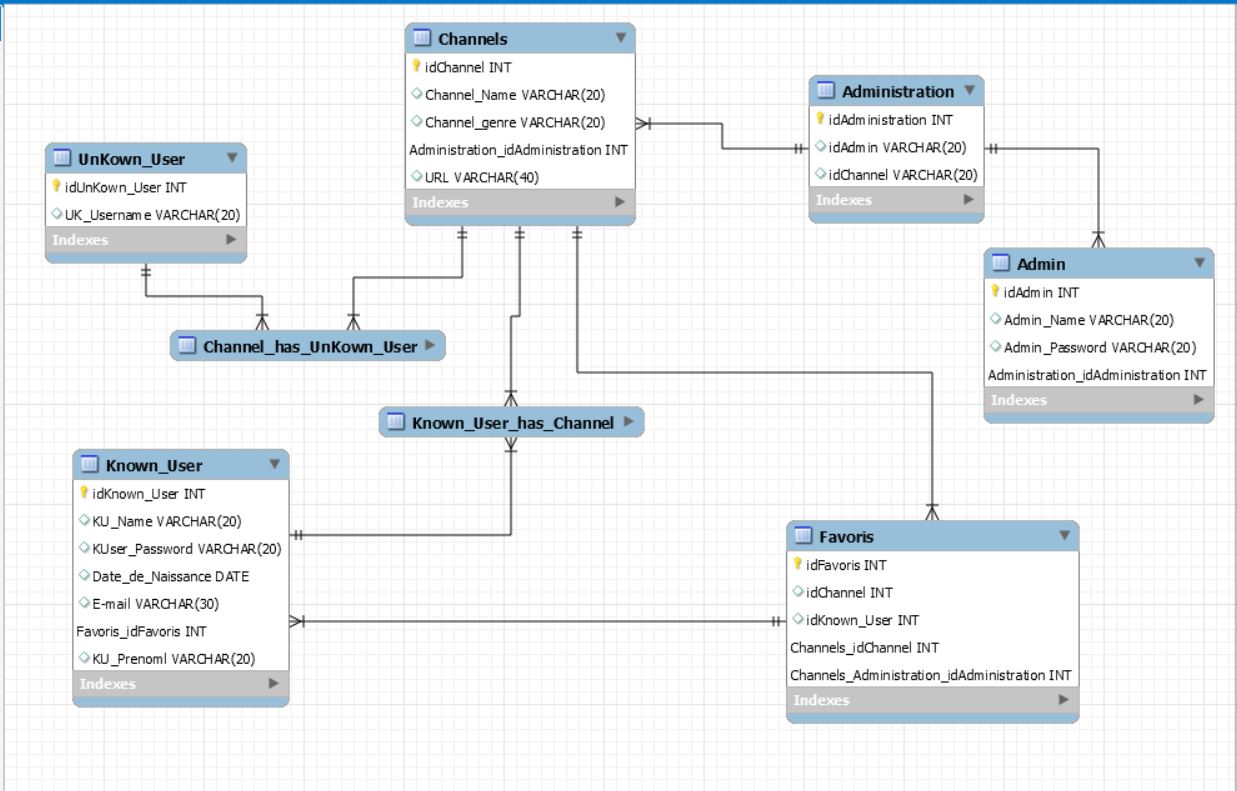 Channels
idChannel INT
Channel_Name VARCHAR(20)
Channel_genre VARCHAR(20)
Administration_idAdministration INT
URL VARCHAR(40)
Indexes
Administration
idAdministration INT
idAdmin VARCHAR(20)
idChannel VARCHAR(20)
Indexes
UnKown_User
idUnKown_User INT
UK_Username VARCHAR(20)
Indexes
Admin
idAdmin INT
Admin_Name VARCHAR(20)
Admin_Password VARCHAR(20)
Administration_idAdministration INT
Indexes
Channel_has_UnKown_User
Known_User_has_Channel
Known_User
idKnown_User INT
KU_Name VARCHAR(20)
KUser_Password VARCHAR(20)
Date_de_Naissance DATE
E-mail VARCHAR(30)
Favoris_idFavoris INT
KU_Prenoml VARCHAR(20)
Indexes
Favoris
idFavoris INT
idChannel INT
idKnown_User INT
Channels_idChannel INT
Channels_Administration_idAdministration INT
Indexes